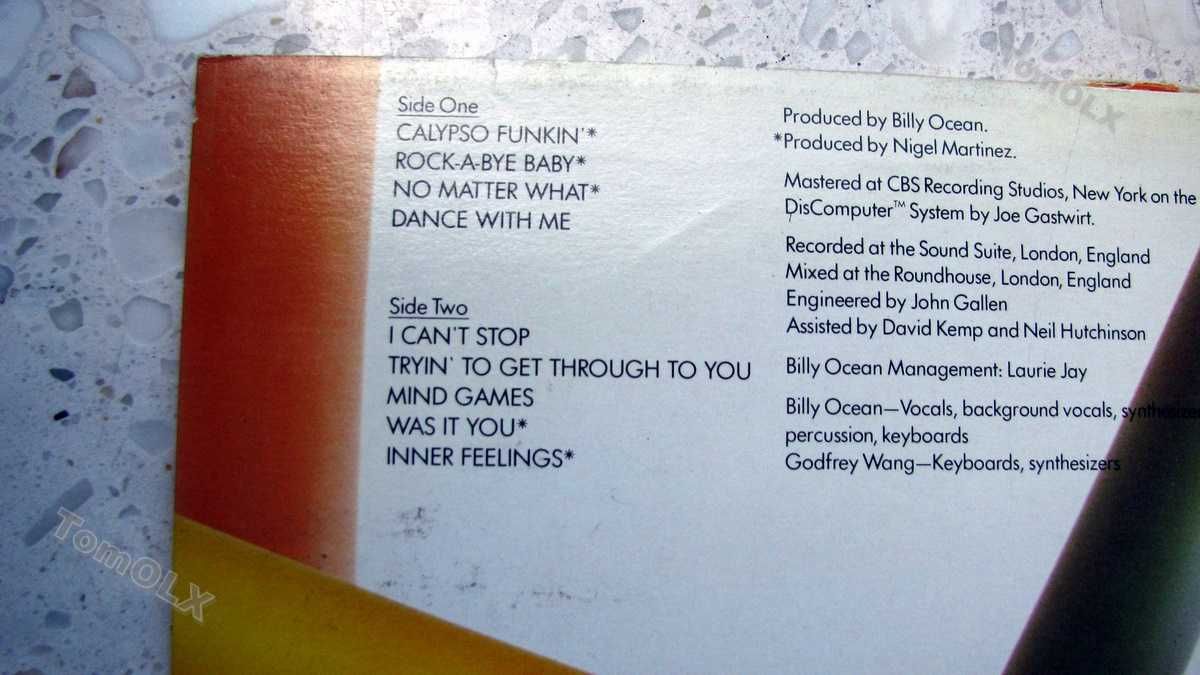 Side One
CALYPSO FUNKIN'*
ROCK-A-BYE BABY*
NO MATTER WHAT*
DANCE WITH ME
Side Two
I CAN'T STOP
TRYIN' TO GET THROUGH TO YOU
MIND GAMES
WAS IT YOU*
INNER FEELINGS*
Produced by Billy Ocean.
*Produced by Nigel Martinez.
Mastered at CBS Recording Studios, New York on the
DisComputer™ System by Joe Gastwirt.
Recorded at the Sound Suite, London, England
Mixed at the Roundhouse, London, England
Engineered by John Gallen
Assisted by David Kemp and Neil Hutchinson
Billy Ocean Management: Laurie Jay
Billy Ocean—Vocals, background vocals, synthesizers
percussion, keyboards
Godfrey Wang—Keyboards, synthesizers
TomOLX
TomOLX